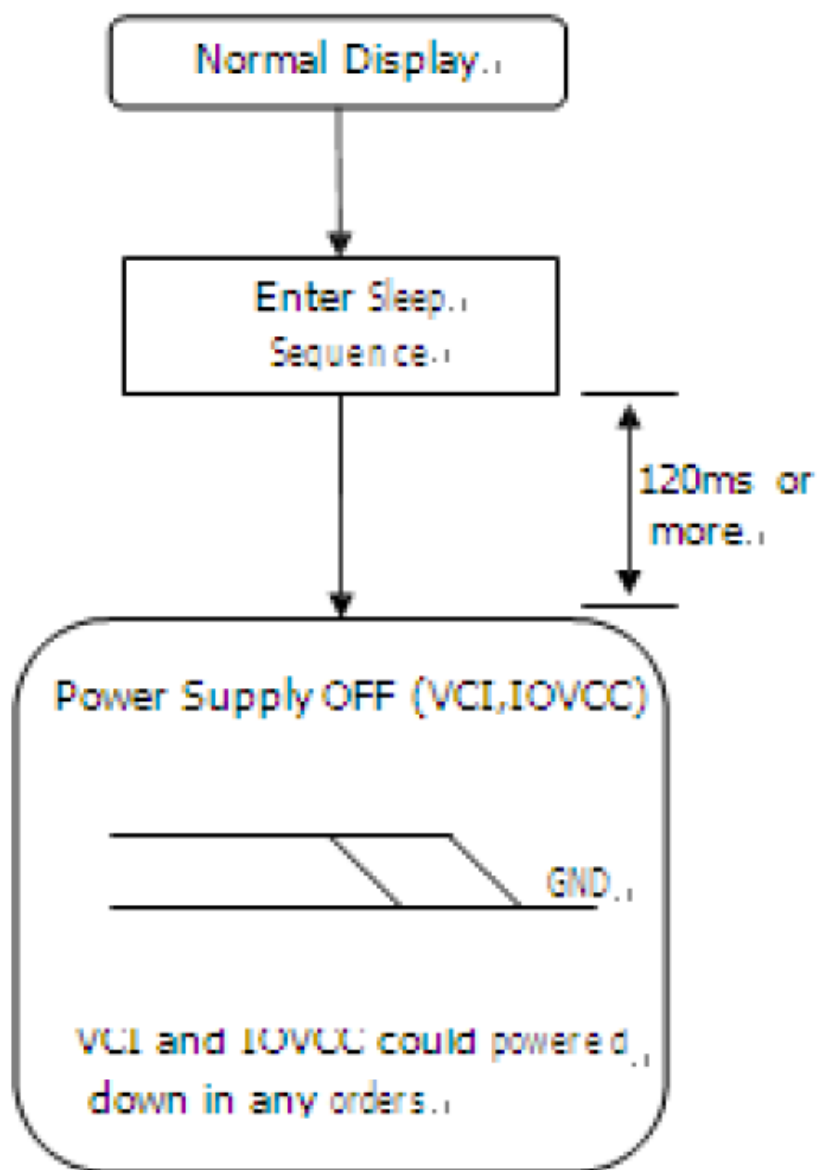 Normal Display.
Enter Sleep.
Sequence.
120ms or
more.
Power Supply OFF (VCI,IOVCC)
GND.
VCI and IOVCC could powered
down in any orders.